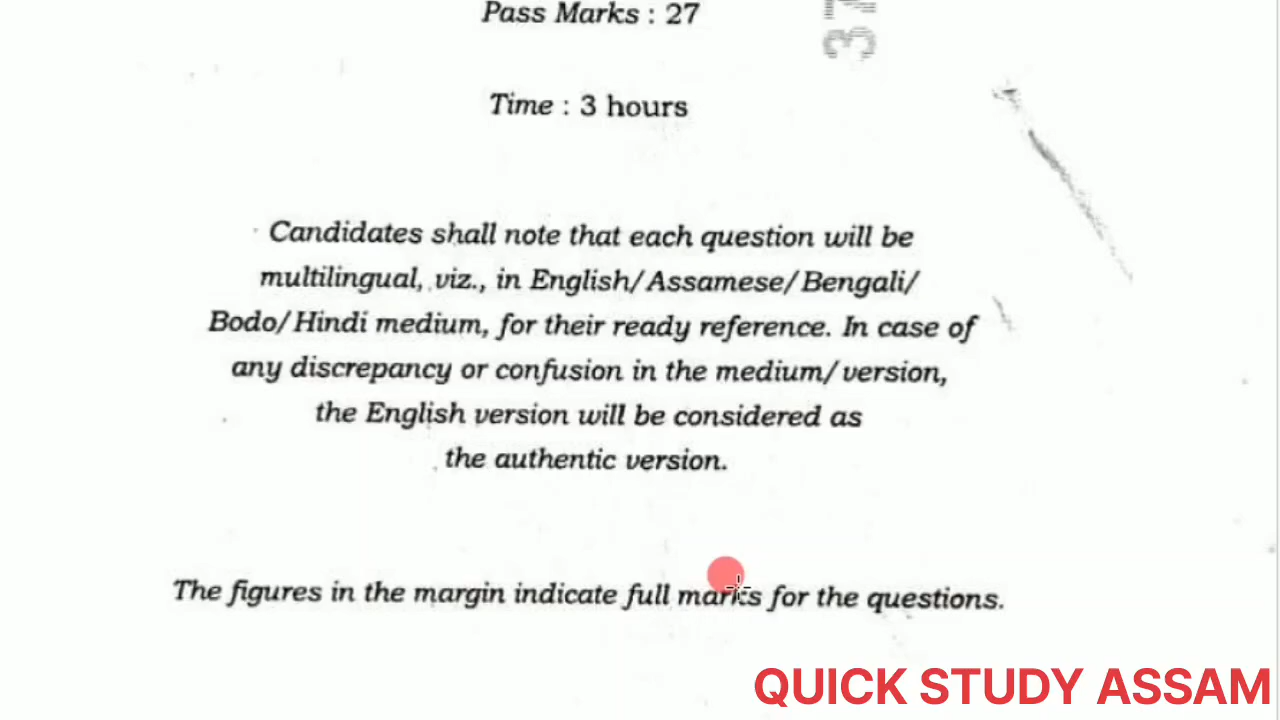 Pass Marks : 27
Time : 3 hours
Candidates shall note that each question will be
multilingual, viz., in English/Assamese/Bengali/
Bodo/Hindi medium, for their ready reference. In case of
any discrepancy or confusion in the medium/version,
the English version will be considered as
the authentic version.
The figures in the margin indicate full marks for the questions.
QUICK STUDY ASSAM